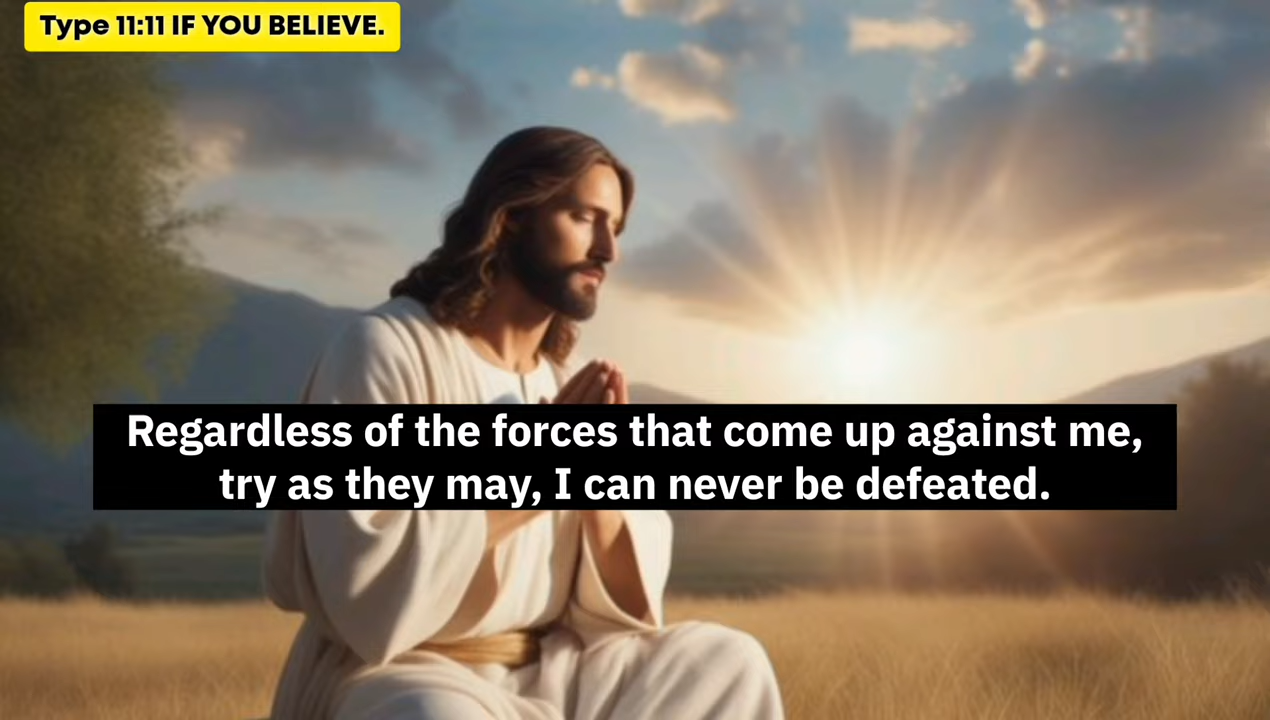 Type 11:11 IF YOU BELIEVE.
Regardless of the forces that come up against me,
try as they may, I can never be defeated.